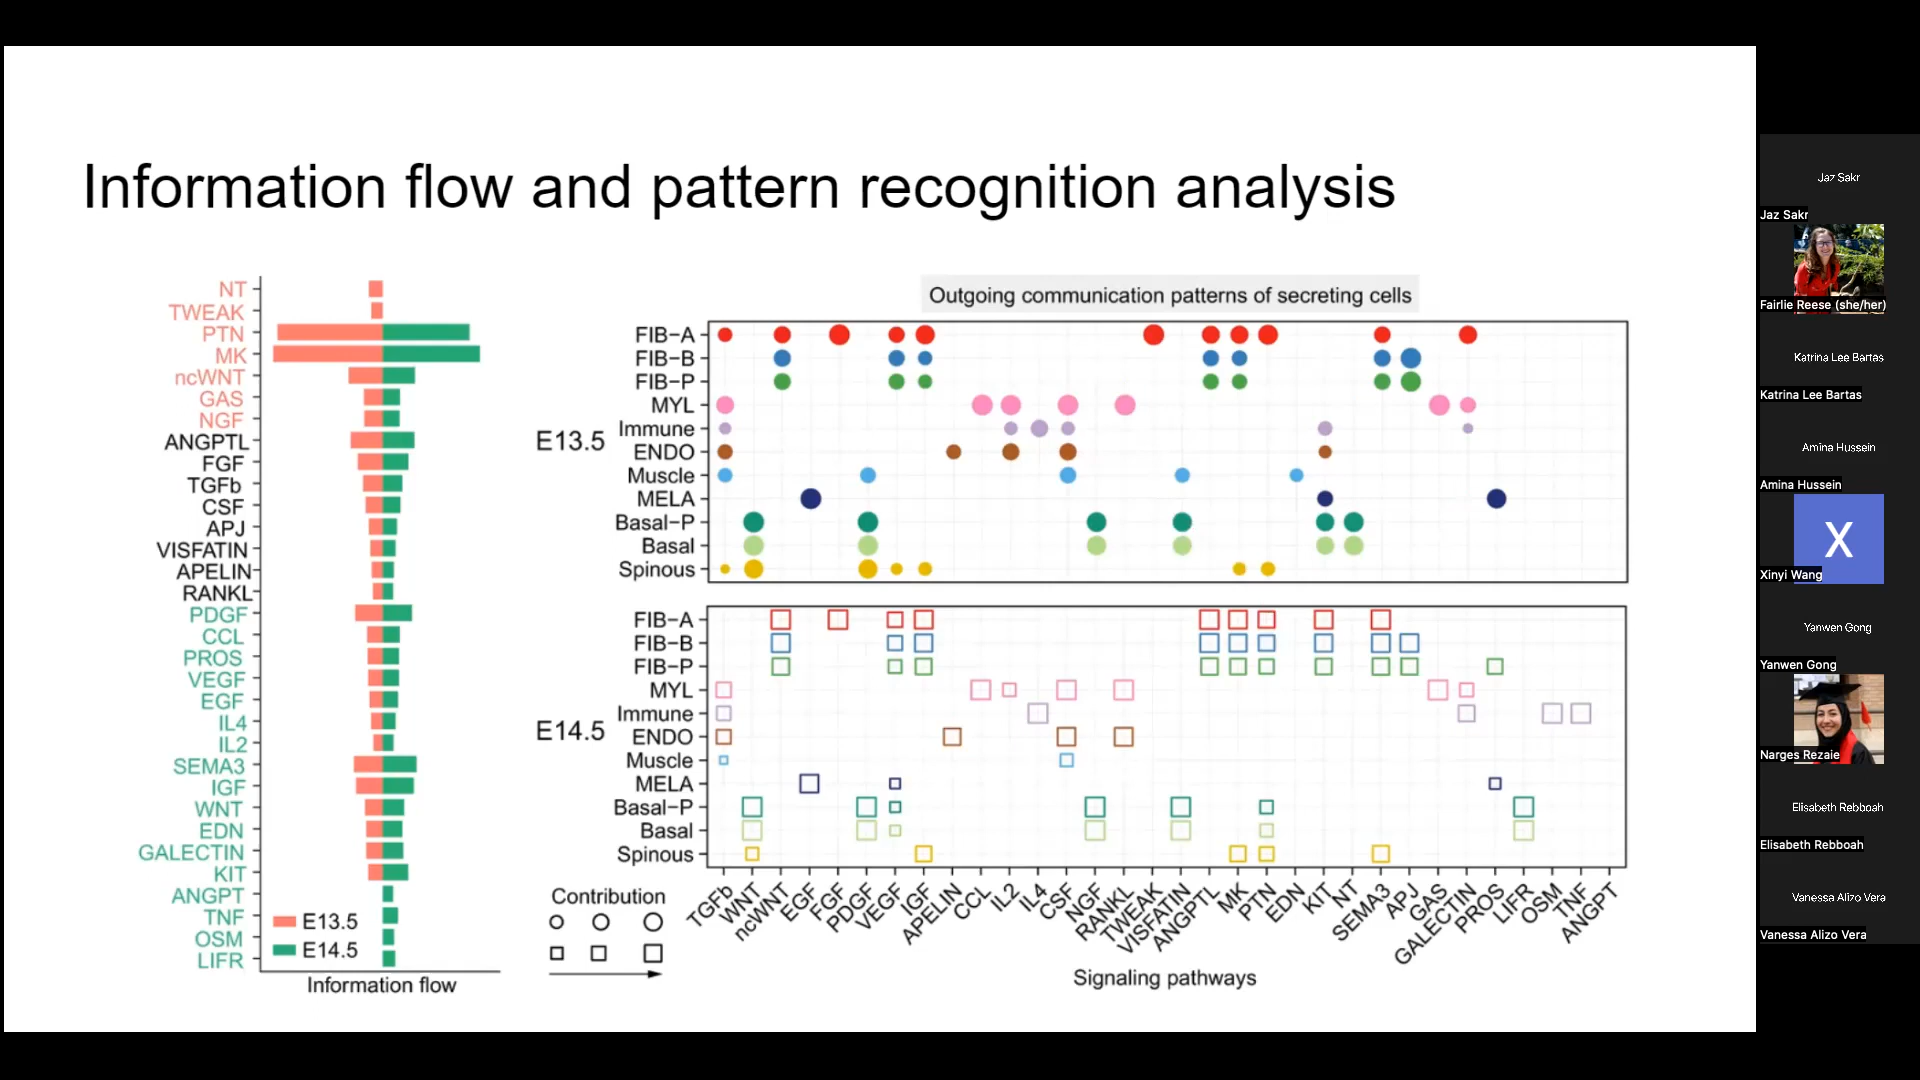 Information flow and pattern recognition analysis
NT
TWEAK
PTN
MK
ncWNT
GAS
NGF
ANGPTL
FGF
TGFb
CSF
APJ
VISFATIN
APELIN
RANKL
PDGF
CCL
PROS
VEGF
EGF
IL4
IL2
SEMA3
IGF
WNT
EDN
GALECTIN
KIT
ANGPT
TNF
OSM
LIFR
E13.5
E14.5
Information flow
Outgoing communication patterns of secreting cells
E13.5
FIB-A
FIB-B
FIB-P
MYL
Immune
ENDO
Muscle
MELA
Basal-P
Basal
Spinous
E14.5
FIB-A
FIB-B
FIB-P
MYL
Immune
ENDO
Muscle
MELA
Basal-P
Basal
Spinous
Contribution
TGFb
WNT
ncWNT
EGF
FGF
PDGF
VEGF
IGF
APELIN
CCL
IL2
IL4
CSF
NGF
RANKL
TWEAK
VISFATIN
ANGPTL
MK
PTN
EDN
KIT
NT
SEMA3
APJ
GAS
GALECTIN
PROS
LIFR
OSM
TNF
ANGPT
Signaling pathways
Jaz Sakr
Jaz Sakr
Fairlie Reese (she/her)
Katrina Lee Bartas
Katrina Lee Bartas
Amina Hussein
Amina Hussein
X
Xinyi Wang
Yanwen Gong
Yanwen Gong
Narges Rezaie
Elisabeth Rebboah
Elisabeth Rebboah
Vanessa Alizo Vera
Vanessa Alizo Vera